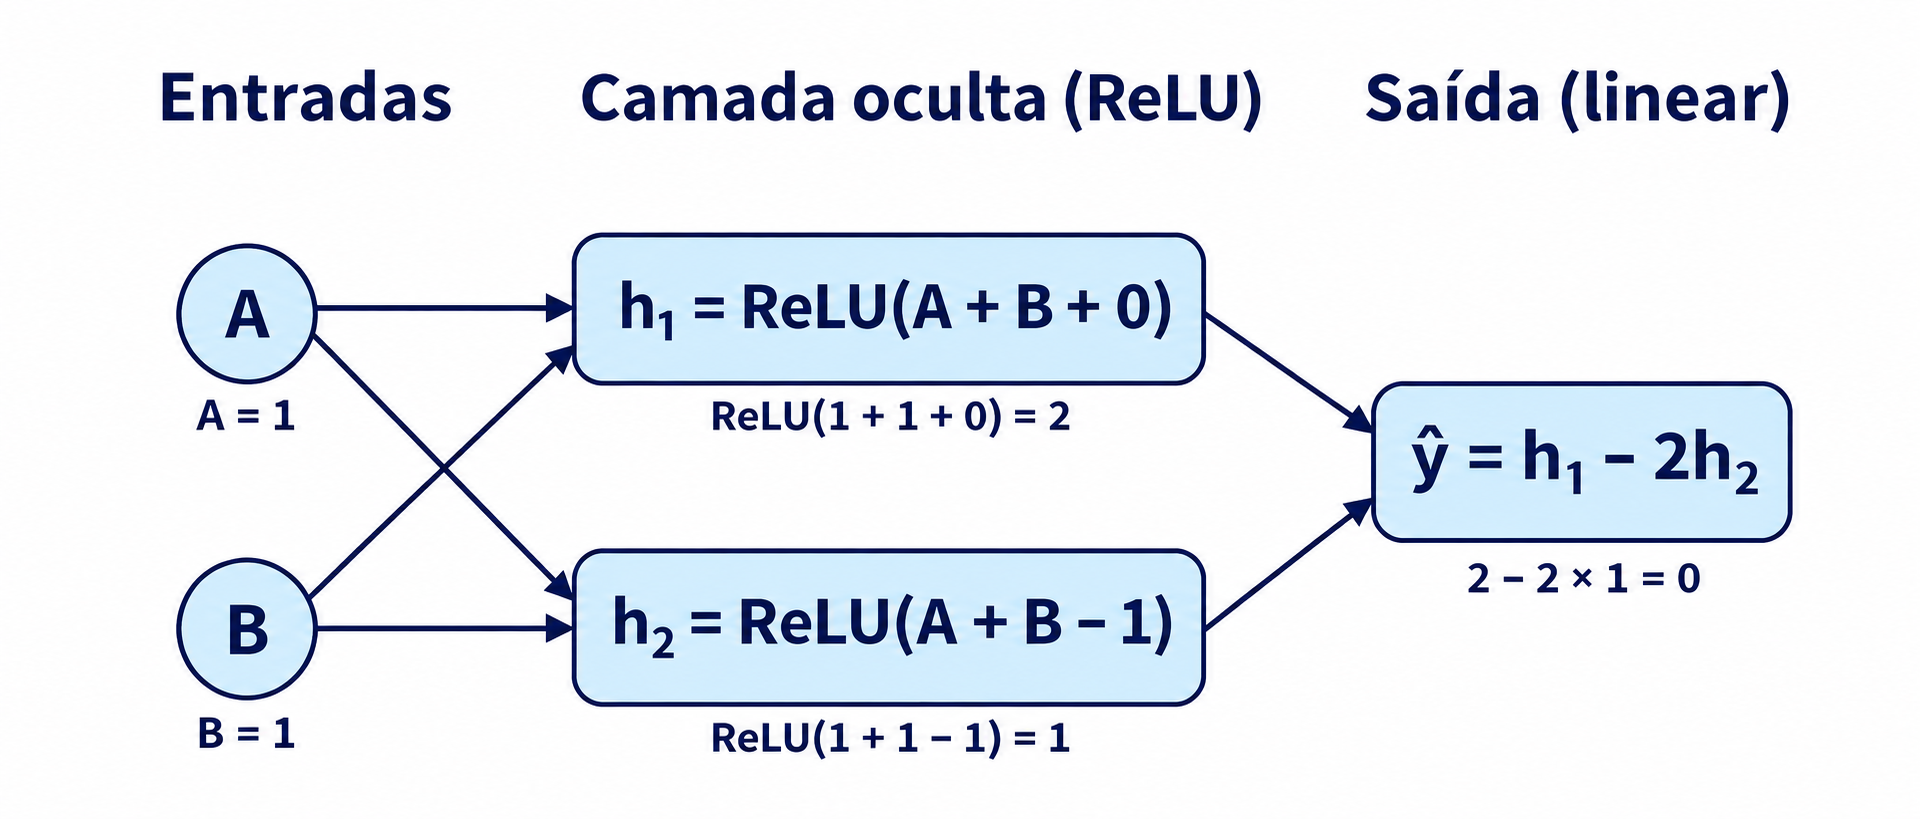 Entradas
Camada oculta (ReLU)
Saída (linear)
A
A = 1
B
B = 1
h₁ = ReLU(A + B + 0)
ReLU(1 + 1 + 0) = 2
h₂ = ReLU(A + B − 1)
ReLU(1 + 1 − 1) = 1
ŷ = h₁ − 2h₂
2 − 2 × 1 = 0